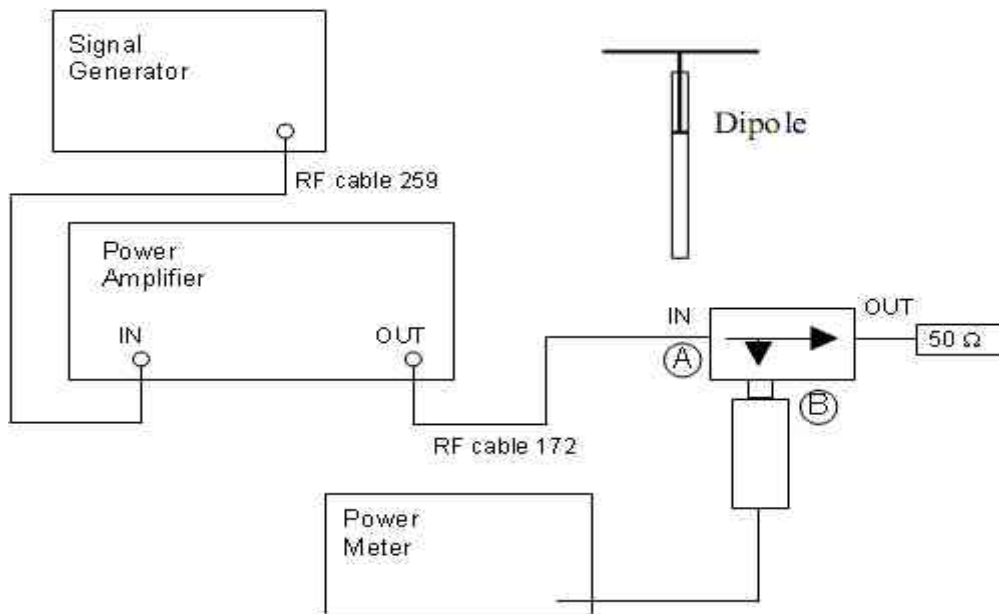 Signal
Generator
Dipole
RF cable 259
Power
Amplifier
IN
OUT
IN
OUT
A
50 Ω
B
RF cable 172
Power
Meter